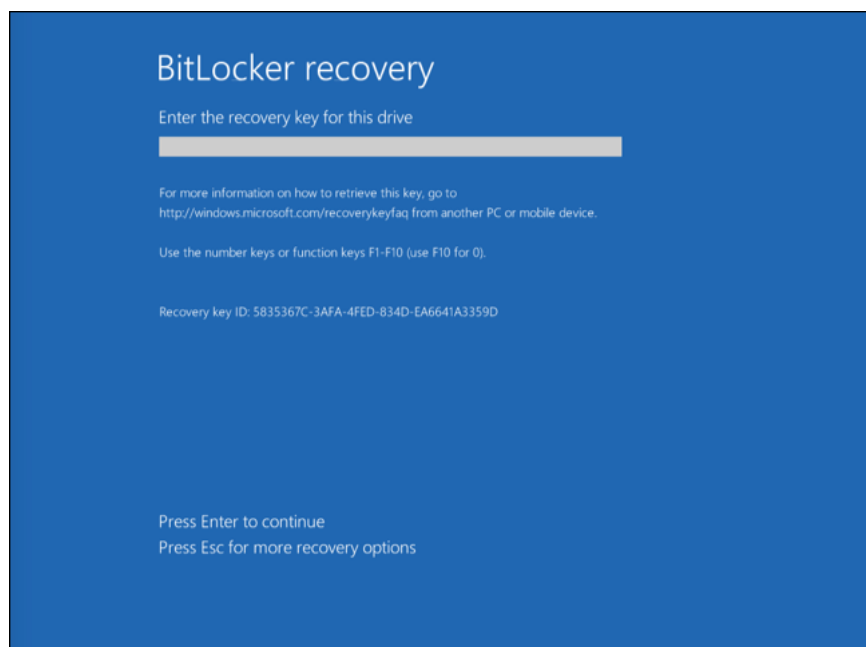 BitLocker recovery
Enter the recovery key for this drive
For more information on how to retrieve this key, go to
http://windows.microsoft.com/recoverykeyfaq from another PC or mobile device.
Use the number keys or function keys F1-F10 (use F10 for 0).
Recovery key ID: 5835367C-3AFA-4FED-834D-EA6641A3359D
Press Enter to continue
Press Esc for more recovery options